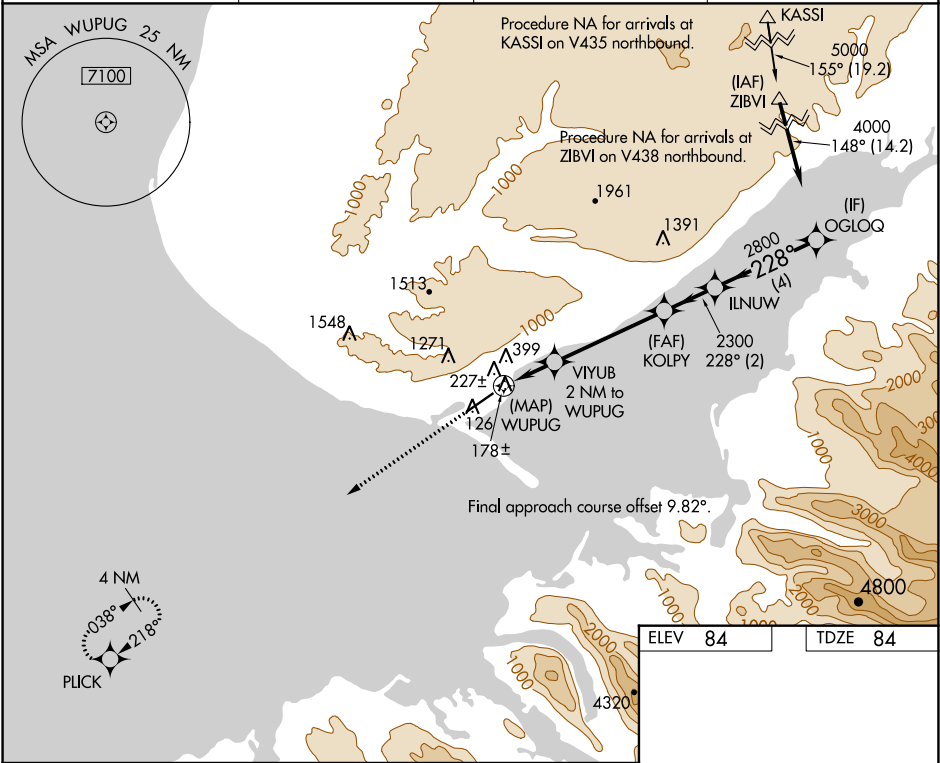 MSA WUPUG 25 NM
7100
Procedure NA for arrivals at
KASSI on V435 northbound.
KASSI
5000
155° (19.2)
(IAF)
ZIBVI
4000
148° (14.2)
Procedure NA for arrivals at
ZIBVI on V438 northbound.
1000
1000
1961
1391
(IF)
OGLOQ
2800
228°
(4)
ILNUW
1513
1548
1271
1000
399
(FAF)
KOLPY
2300
228° (2)
227±
VIYUB
2 NM to
WUPUG
(MAP)
WUPUG
126
178±
2000
3000
1000
4000
Final approach course offset 9.82°.
3000
4 NM
038°
218°
PLICK
4800
2000
1000
1000
2000
1000
4320
ELEV 84
TDZE 84